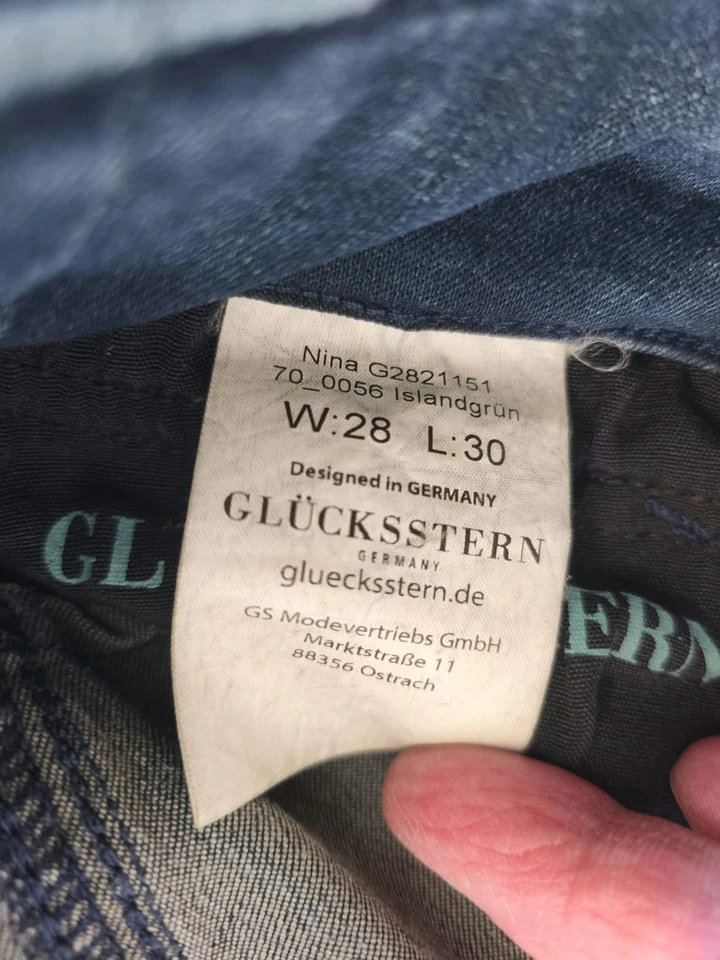 Nina G2821151
70_0056 Islandgrün
W:28 L:30
Designed in GERMANY
GLÜCKSSTERN
GERMANY
gluecksstern.de
GS Modevertriebs GmbH
Marktstraße 11
88356 Ostrach
GL
ERN